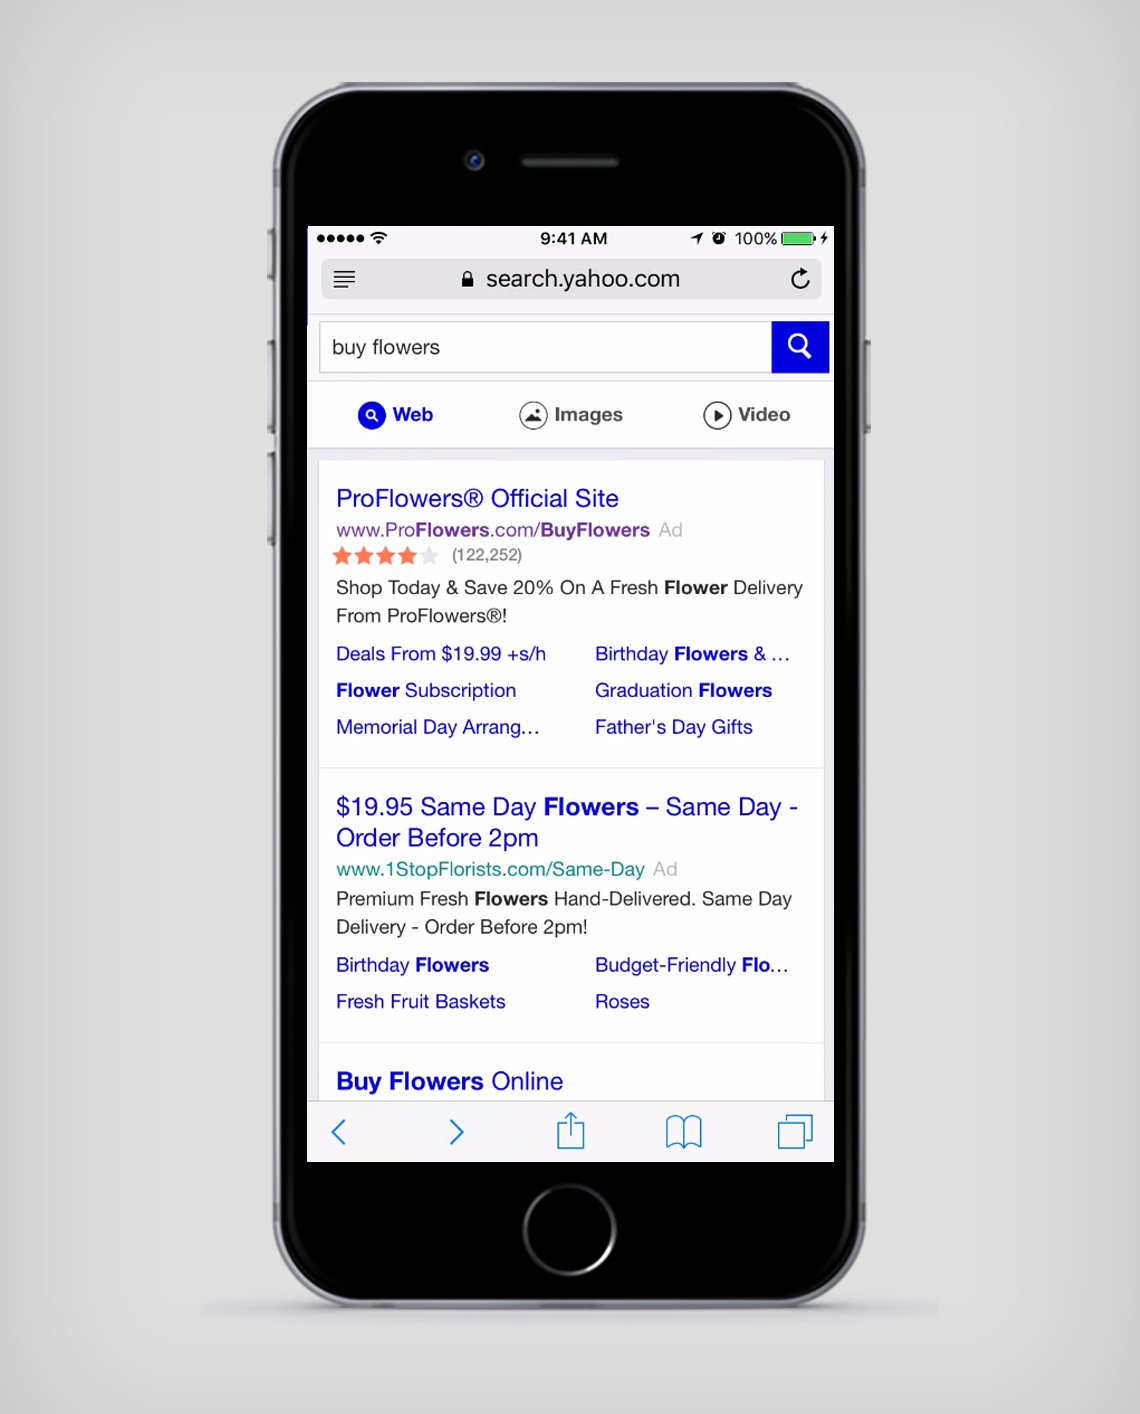 9:41 AM
100%
search.yahoo.com
buy flowers
Web Images Video
ProFlowers® Official Site
www.ProFlowers.com/BuyFlowers Ad
(122,252)
Shop Today & Save 20% On A Fresh Flower Delivery
From ProFlowers®!
Deals From $19.99 +s/h
Birthday Flowers & ...
Flower Subscription
Graduation Flowers
Memorial Day Arrang...
Father's Day Gifts
$19.95 Same Day Flowers – Same Day -
Order Before 2pm
www.1StopFlorists.com/Same-Day Ad
Premium Fresh Flowers Hand-Delivered. Same Day
Delivery - Order Before 2pm!
Birthday Flowers
Budget-Friendly Flo...
Fresh Fruit Baskets
Roses
Buy Flowers Online